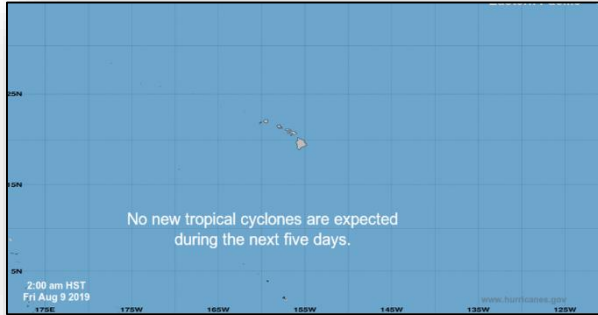 25N
15N
No new tropical cyclones are expected
during the next five days.
5N
2:00 am HST
Fri Aug 9 2019
www.hurricanes.gov
175E 175W 165W 155W 145W 135W 125W